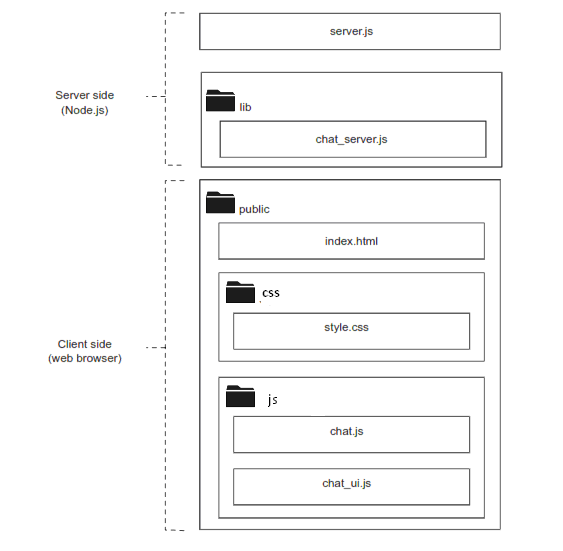 server.js
Server side
(Node.js)
lib
chat_server.js
public
index.html
css
style.css
Client side
(web browser)
js
chat.js
chat_ui.js